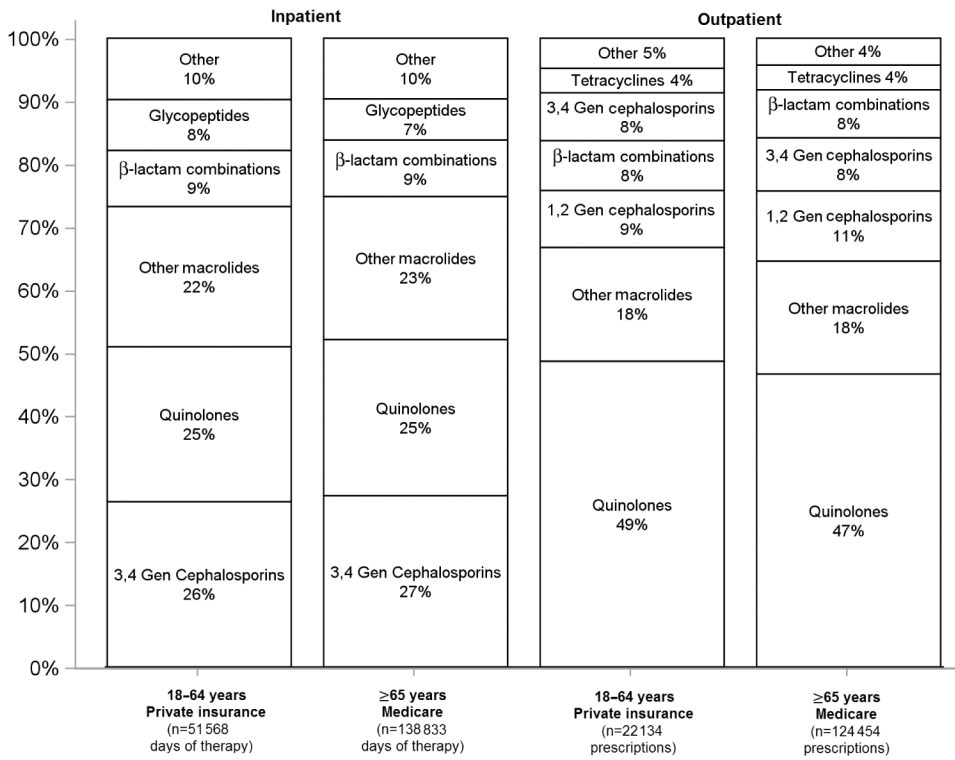 Inpatient
Outpatient
100%
90%
80%
70%
60%
50%
40%
30%
20%
10%
0%
Other
10%
Glycopeptides
8%
β-lactam combinations
9%
Other macrolides
22%
Quinolones
25%
3,4 Gen Cephalosporins
26%
Other
10%
Glycopeptides
7%
β-lactam combinations
9%
Other macrolides
23%
Quinolones
25%
3,4 Gen Cephalosporins
27%
Other 5%
Tetracyclines 4%
3,4 Gen cephalosporins
8%
β-lactam combinations
8%
1,2 Gen cephalosporins
9%
Other macrolides
18%
Quinolones
49%
Other 4%
Tetracyclines 4%
β-lactam combinations
8%
3,4 Gen cephalosporins
8%
1,2 Gen cephalosporins
11%
Other macrolides
18%
Quinolones
47%
18–64 years
Private insurance
(n=51 568
days of therapy)
≥65 years
Medicare
(n=138 833
days of therapy)
18–64 years
Private insurance
(n=22 134
prescriptions)
≥65 years
Medicare
(n=124 454
prescriptions)